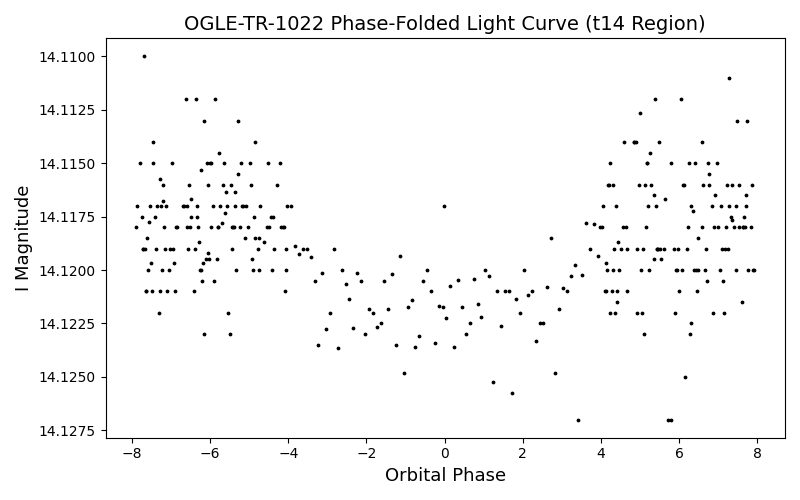 OGLE-TR-1022 Phase-Folded Light Curve (t14 Region)
14.1100
14.1125
14.1150
14.1175
14.1200
14.1225
14.1250
14.1275
I Magnitude
−8 −6 −4 −2 0 2 4 6 8
Orbital Phase